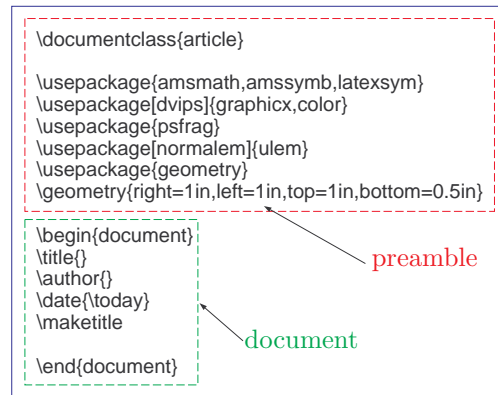 \documentclass{article}
\usepackage{amsmath,amssymb,latexsym}
\usepackage[dvips]{graphicx,color}
\usepackage{psfrag}
\usepackage[normalem]{ulem}
\usepackage{geometry}
\geometry{right=1in,left=1in,top=1in,bottom=0.5in}
preamble
\begin{document}
\title{}
\author{}
\date{\today}
\maketitle
document
\end{document}